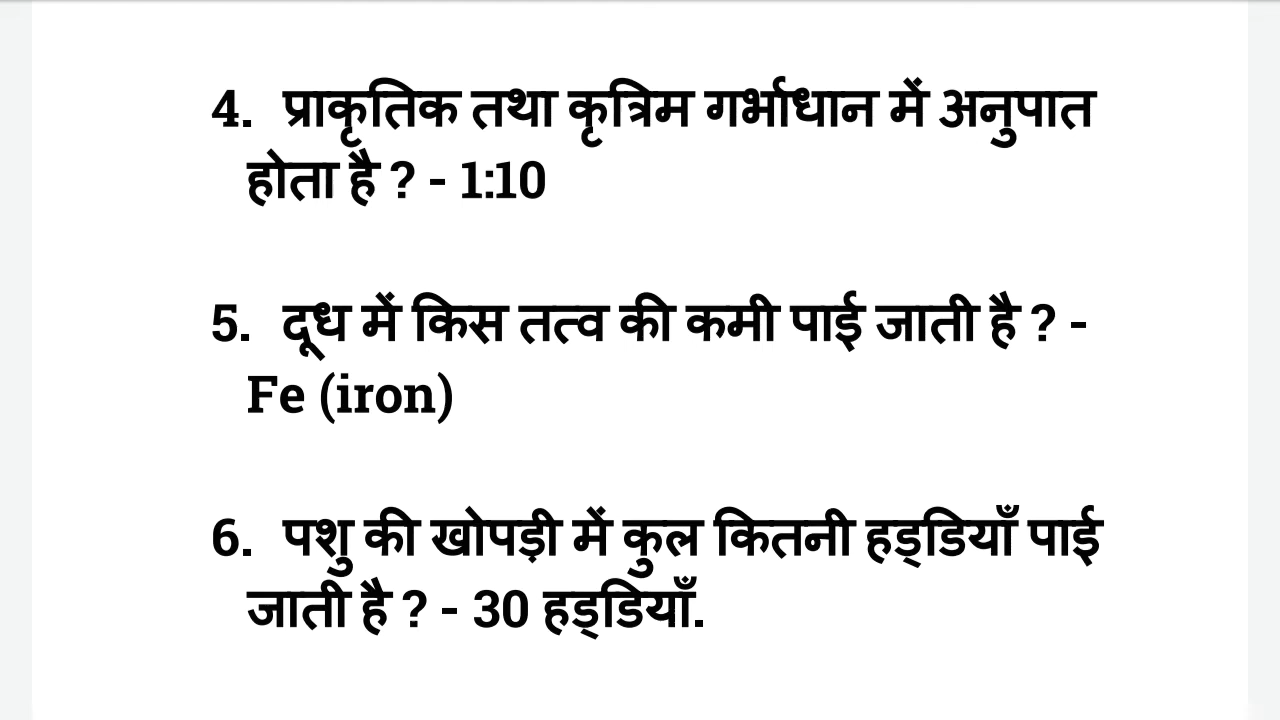 4. प्राकृतिक तथा कृत्रिम गर्भाधान में अनुपात
होता है ? - 1:10
5. दूध में किस तत्व की कमी पाई जाती है ? -
Fe (iron)
6. पशु की खोपड़ी में कुल कितनी हड्डियाँ पाई
जाती है ? - 30 हड्डियाँ.